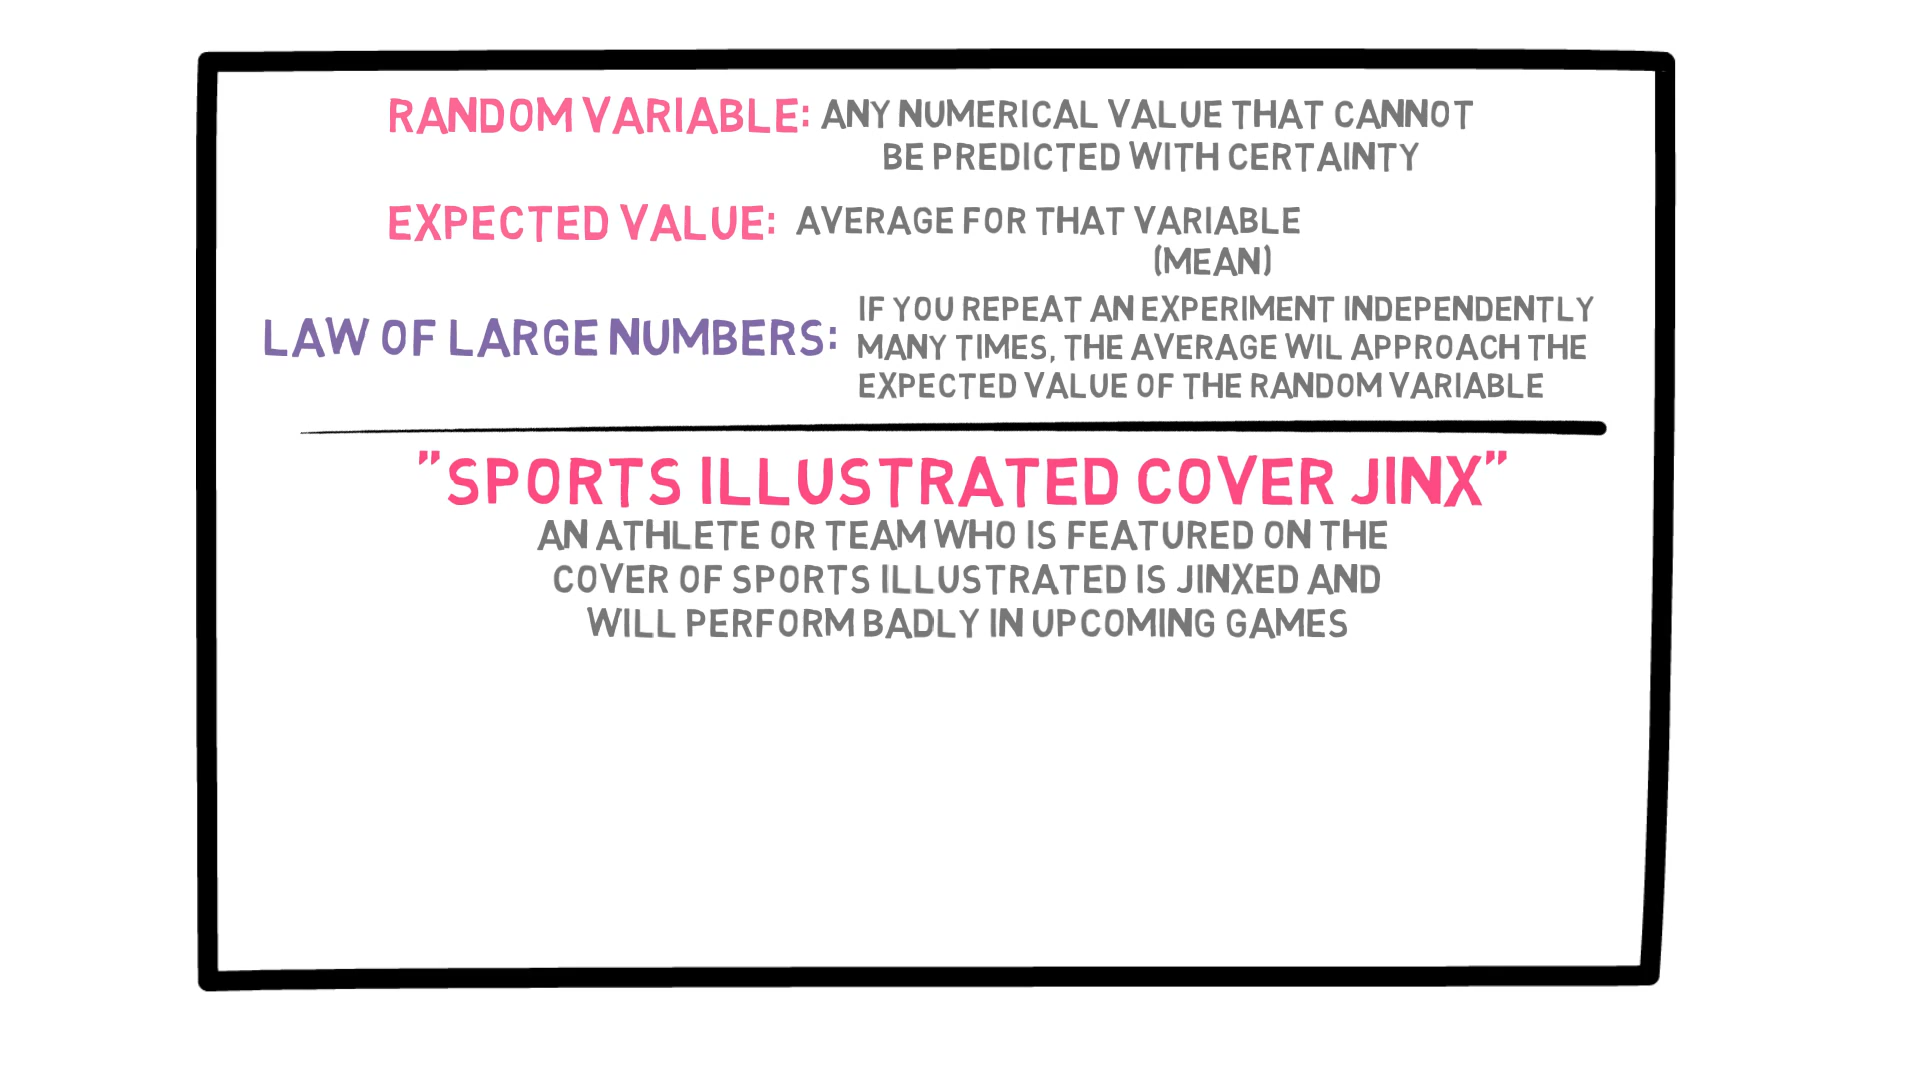 RANDOM VARIABLE: ANY NUMERICAL VALUE THAT CANNOT
BE PREDICTED WITH CERTAINTY
EXPECTED VALUE: AVERAGE FOR THAT VARIABLE
(MEAN)
LAW OF LARGE NUMBERS: IF YOU REPEAT AN EXPERIMENT INDEPENDENTLY
MANY TIMES, THE AVERAGE WIL APPROACH THE
EXPECTED VALUE OF THE RANDOM VARIABLE
"SPORTS ILLUSTRATED COVER JINX"
AN ATHLETE OR TEAM WHO IS FEATURED ON THE
COVER OF SPORTS ILLUSTRATED IS JINXED AND
WILL PERFORM BADLY IN UPCOMING GAMES